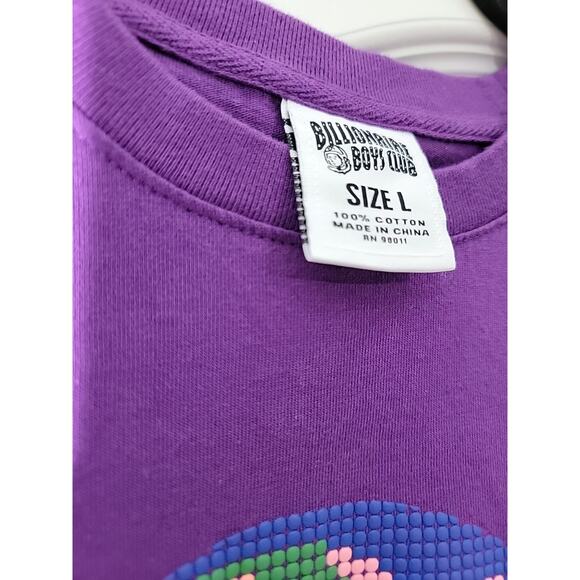 BILLIONAIRE
BOYS CLUB
SIZE L
100% COTTON
MADE IN CHINA
RN 98011